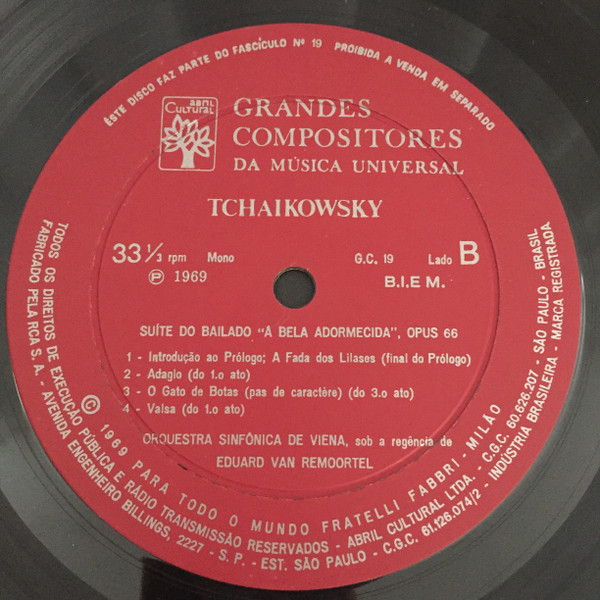 ÊSTE DISCO FAZ PARTE DO FASCÍCULO Nº 19 PROIBIDA A VENDA EM SEPARADO
abril
Cultural
GRANDES
COMPOSITORES
DA MÚSICA UNIVERSAL
TCHAIKOWSKY
33 1/3 rpm Mono G.C. 19 Lado B
Ⓟ 1969 B.I.E M.
SUÍTE DO BAILADO "A BELA ADORMECIDA", OPUS 66
1 - Introdução ao Prólogo; A Fada dos Lilases (final do Prólogo)
2 - Adagio (do 1.o ato)
3 - O Gato de Botas (pas de caractère) (do 3.o ato)
4 - Valsa (do 1.o ato)
ORQUESTRA SINFÔNICA DE VIENA, sob a regência de
EDUARD VAN REMOORTEL
© 1969 PARA TODO O MUNDO FRATELLI FABBRI - MILÃO
TODOS OS DIREITOS DE EXECUÇÃO PÚBLICA E RÁDIO TRANSMISSÃO RESERVADOS - ABRIL CULTURAL LTDA. - C.G.C. 60.626.207 - SÃO PAULO - BRASIL
FABRICADO PELA RCA S.A. - AVENIDA ENGENHEIRO BILLINGS, 2227 - S. P. - EST. SÃO PAULO - C.G.C. 61.126.074/2 - INDÚSTRIA BRASILEIRA - MARCA REGISTRADA